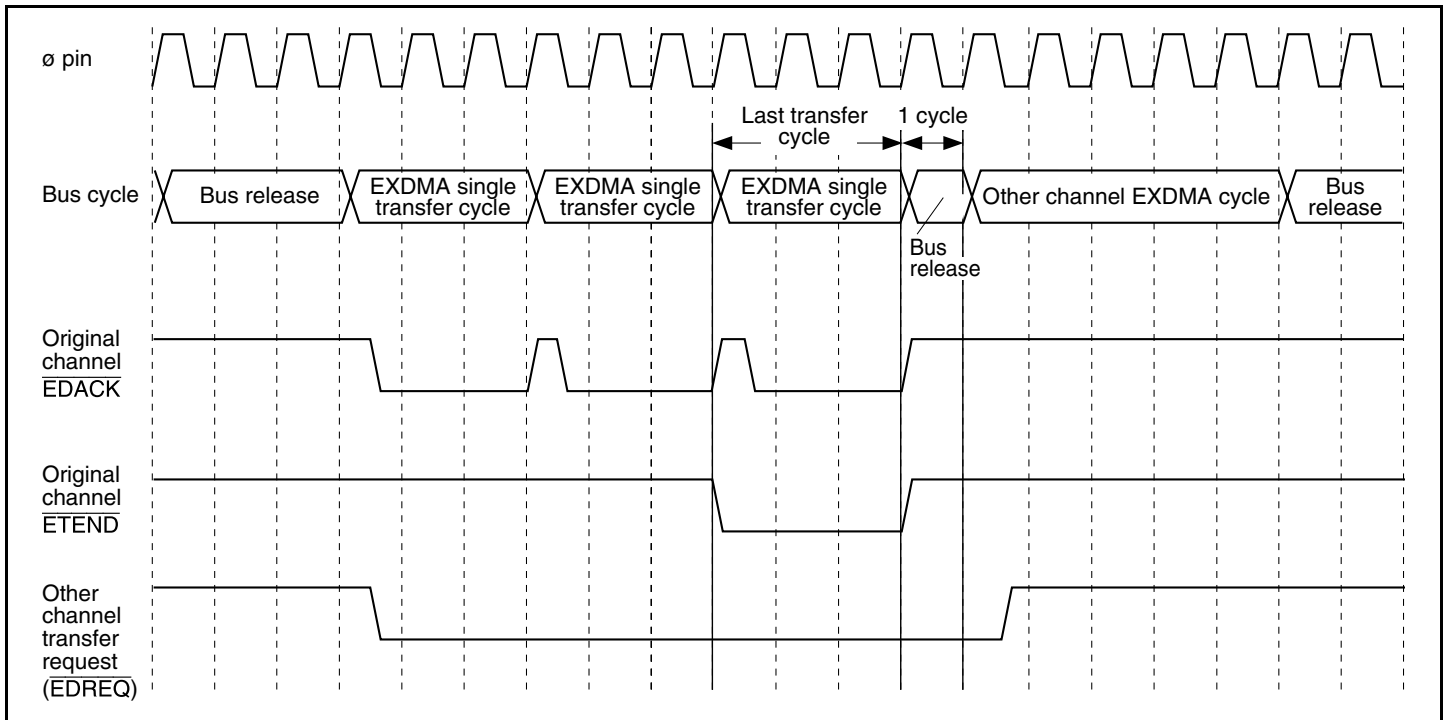 ø pin
Last transfer
cycle
1 cycle
Bus cycle
Bus release
EXDMA single
transfer cycle
EXDMA single
transfer cycle
EXDMA single
transfer cycle
Other channel EXDMA cycle
Bus
release
Bus
release
Original
channel
EDACK
Original
channel
ETEND
Other
channel
transfer
request
(EDREQ)